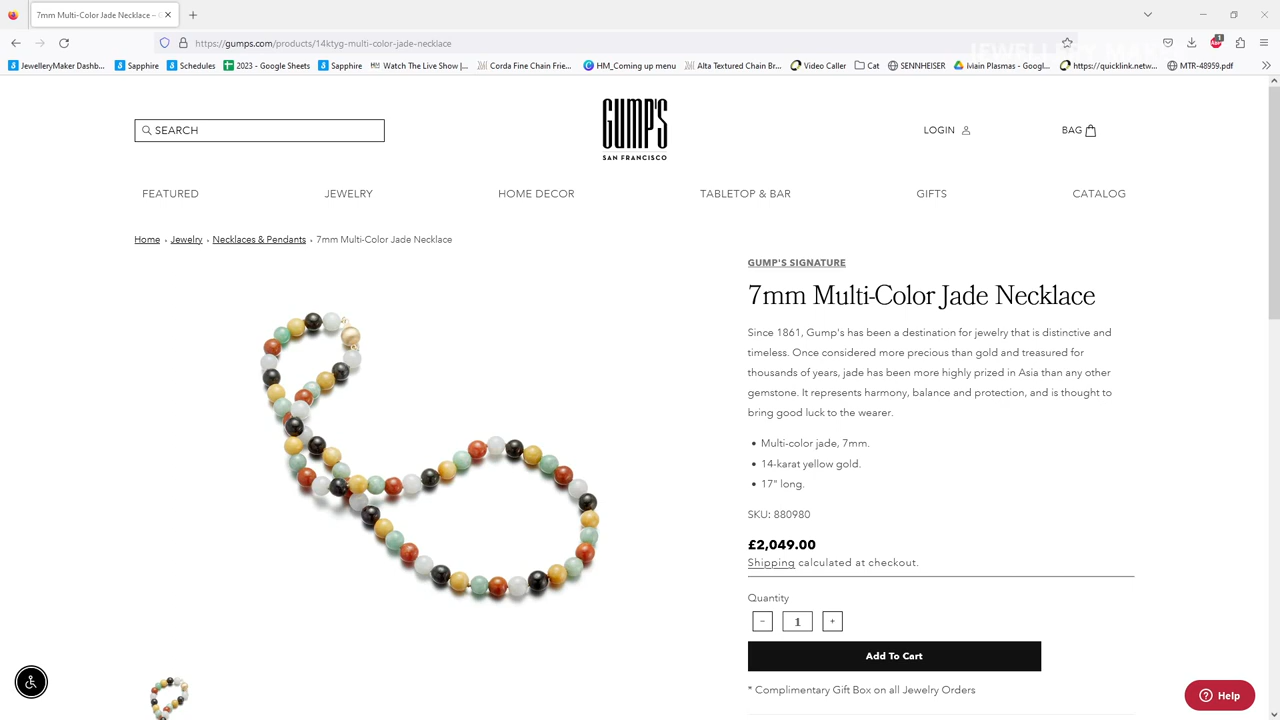 7mm Multi-Color Jade Necklace – G
https://gumps.com/products/14ktyg-multi-color-jade-necklace
JewelleryMaker Dashb...
Sapphire
Schedules
2023 - Google Sheets
Sapphire
Watch The Live Show |...
Corda Fine Chain Frie...
HM_Coming up menu
Alta Textured Chain Br...
Video Caller
Cat
SENNHEISER
Main Plasmas - Googl...
https://quicklink.netw...
MTR-48959.pdf
SEARCH
GUMP'S
SAN FRANCISCO
LOGIN
BAG
FEATURED
JEWELRY
HOME DECOR
TABLETOP & BAR
GIFTS
CATALOG
Home › Jewelry › Necklaces & Pendants › 7mm Multi-Color Jade Necklace
GUMP'S SIGNATURE
7mm Multi-Color Jade Necklace
Since 1861, Gump's has been a destination for jewelry that is distinctive and
timeless. Once considered more precious than gold and treasured for
thousands of years, jade has been more highly prized in Asia than any other
gemstone. It represents harmony, balance and protection, and is thought to
bring good luck to the wearer.
• Multi-color jade, 7mm.
• 14-karat yellow gold.
• 17" long.
SKU: 880980
£2,049.00
Shipping calculated at checkout.
Quantity
− 1 +
Add To Cart
* Complimentary Gift Box on all Jewelry Orders
Help